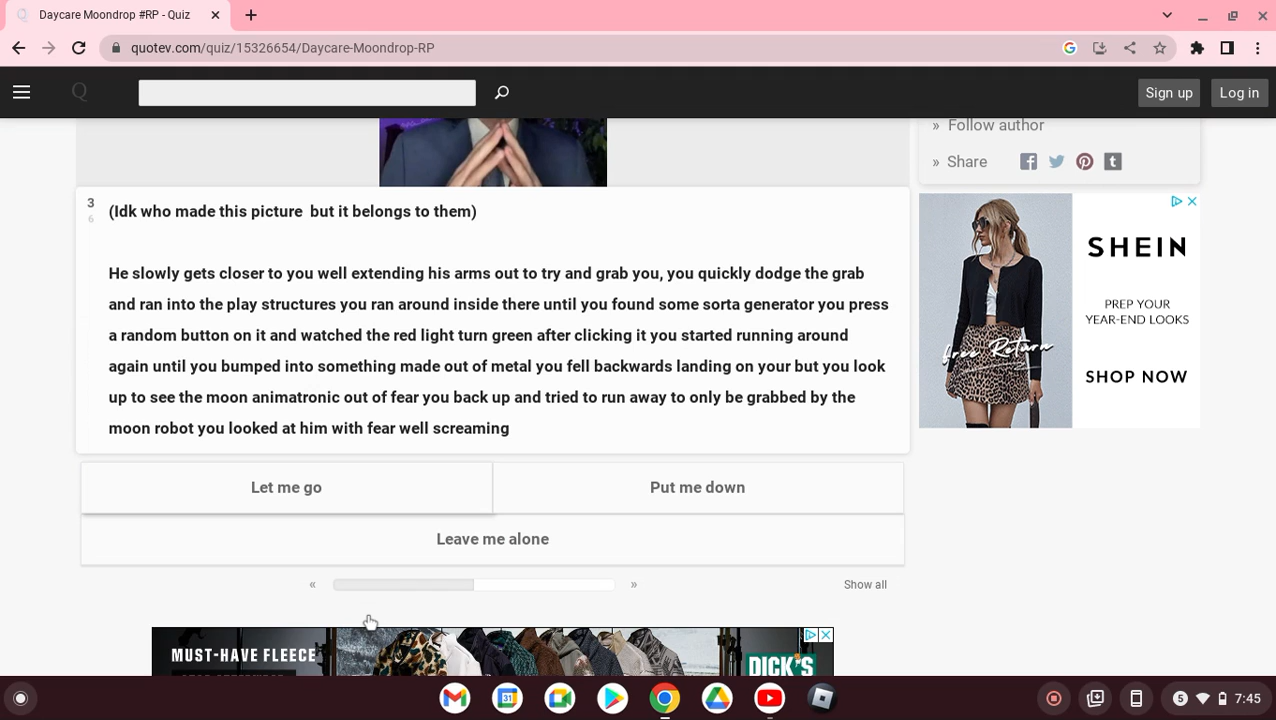 Daycare Moondrop #RP - Quiz
quotev.com/quiz/15326654/Daycare-Moondrop-RP
Q
Sign up
Log in
» Follow author
» Share
3
6
(Idk who made this picture but it belongs to them)
He slowly gets closer to you well extending his arms out to try and grab you, you quickly dodge the grab
and ran into the play structures you ran around inside there until you found some sorta generator you press
a random button on it and watched the red light turn green after clicking it you started running around
again until you bumped into something made out of metal you fell backwards landing on your but you look
up to see the moon animatronic out of fear you back up and tried to run away to only be grabbed by the
moon robot you looked at him with fear well screaming
Let me go
Put me down
Leave me alone
« »
Show all
SHEIN
PREP YOUR
YEAR-END LOOKS
free Return
SHOP NOW
MUST-HAVE FLEECE
DICK'S
31
5
7:45